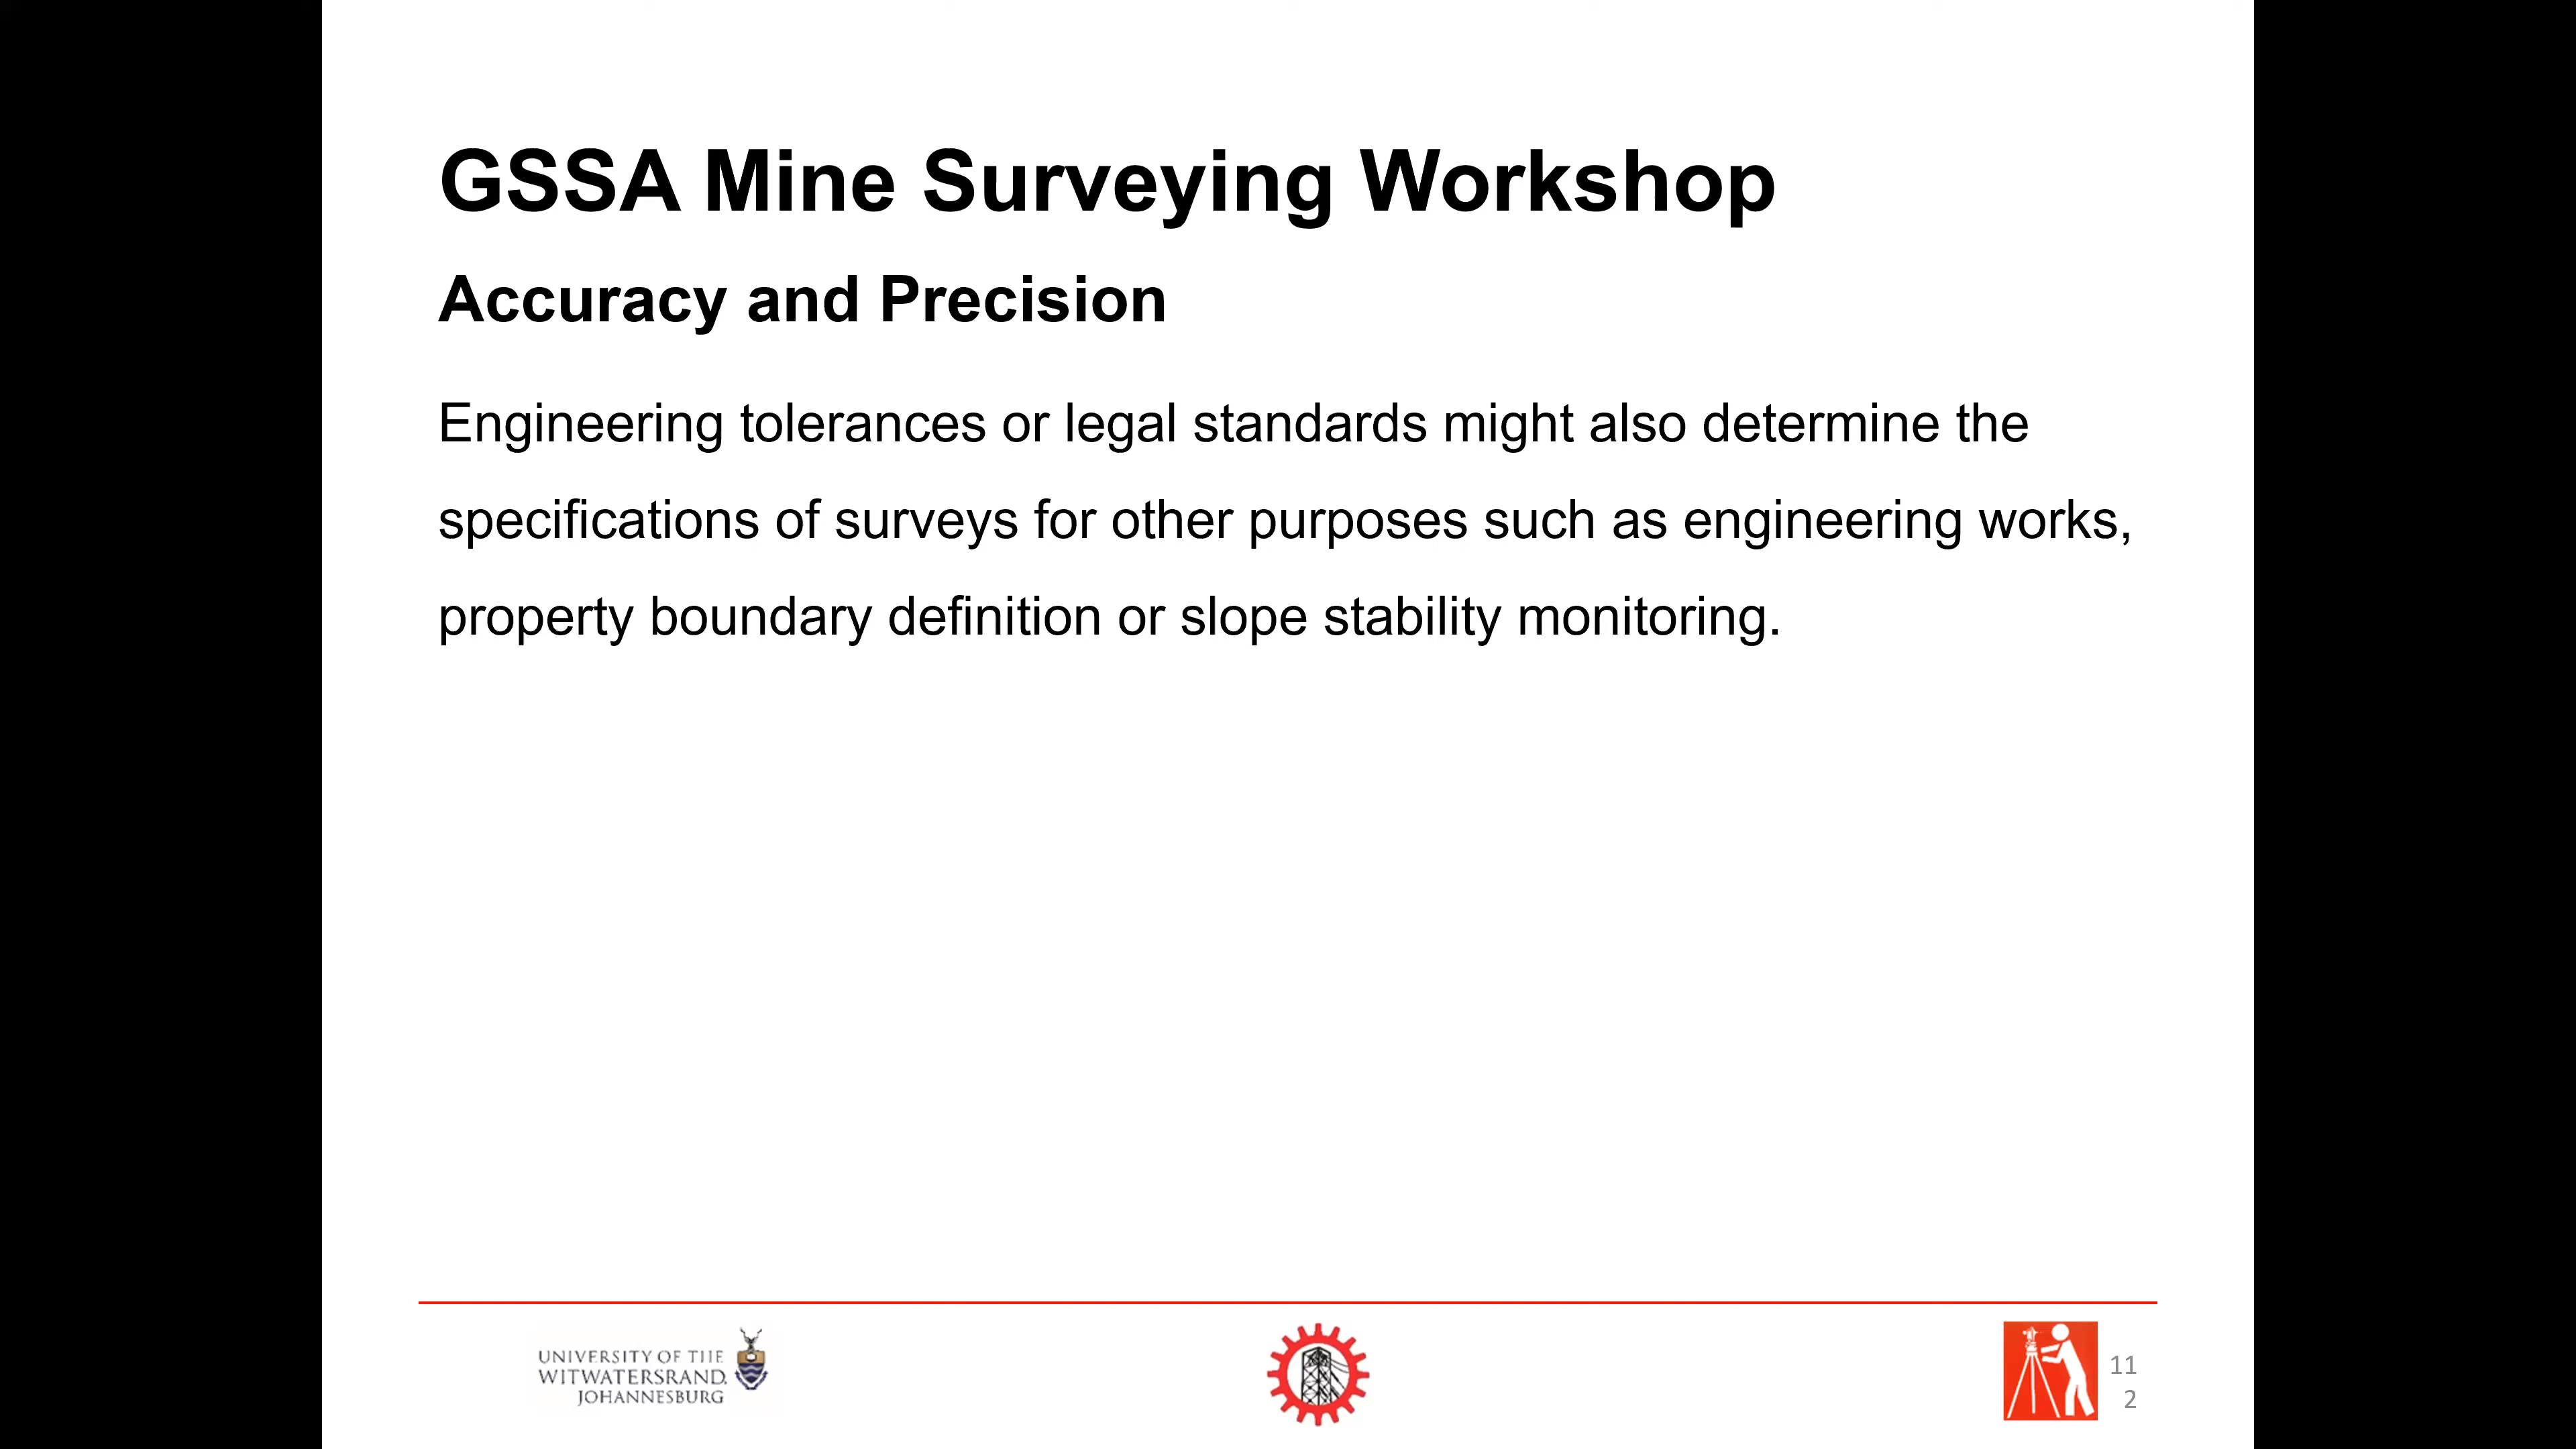 GSSA Mine Surveying Workshop
Accuracy and Precision
Engineering tolerances or legal standards might also determine the
specifications of surveys for other purposes such as engineering works,
property boundary definition or slope stability monitoring.
UNIVERSITY OF THE
WITWATERSRAND,
JOHANNESBURG
11
2